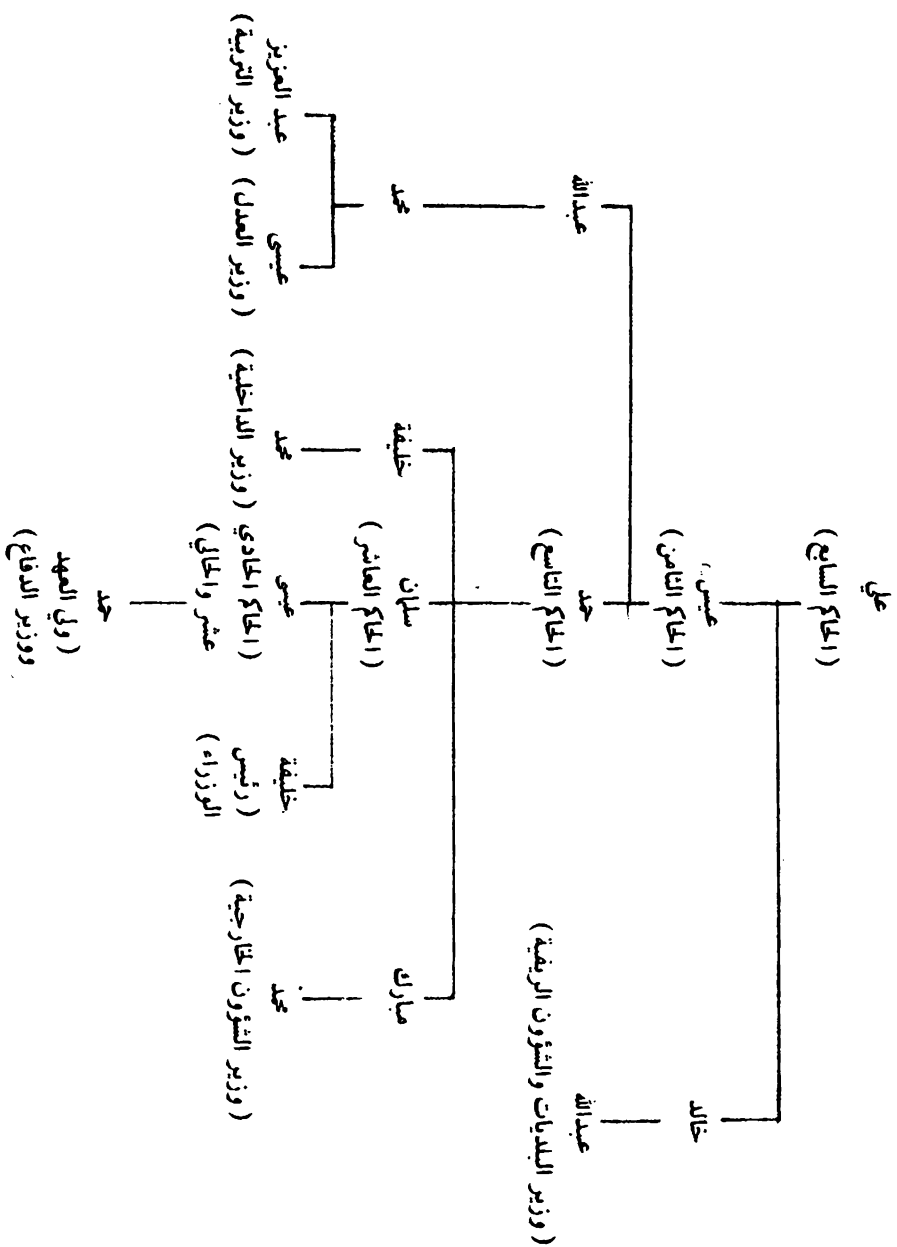 علي
(الحاكم السابع)
عيسى
(الحاكم الثامن)
خالد
عبدالله
حمد
(الحاكم التاسع)
عبدالله
(وزير البلديات والشؤون الريفية)
محمد
خليفة
سلمان
(الحاكم العاشر)
مبارك
عبد العزيز
(وزير التربية)
عيسى
(وزير العدل)
محمد
(وزير الداخلية)
عيسى
(الحاكم الحادي
عشر والحالي)
خليفة
(رئيس
الوزراء)
محمد
(وزير الشؤون الخارجية)
حمد
(ولي العهد
ووزير الدفاع)